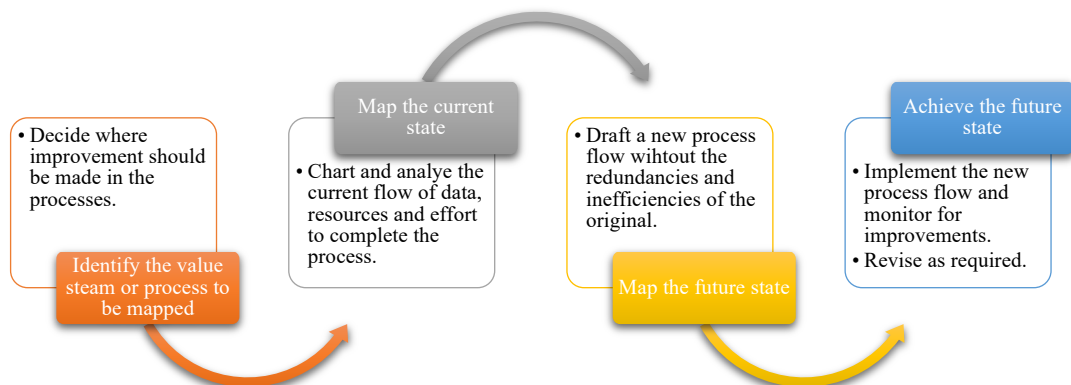 • Decide where
improvement should
be made in the
processes.
Identify the value
steam or process to
be mapped
Map the current
state
• Chart and analye the
current flow of data,
resources and effort
to complete the
process.
• Draft a new process
flow wihtout the
redundancies and
inefficiencies of the
original.
Map the future state
Achieve the future
state
• Implement the new
process flow and
monitor for
improvements.
• Revise as required.